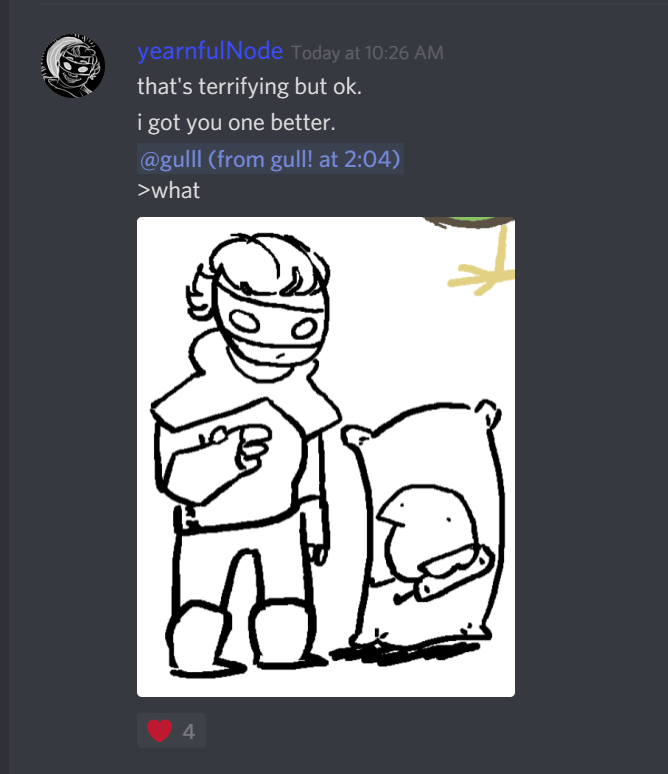 yearnfulNode Today at 10:26 AM
that's terrifying but ok.
i got you one better.
@gulll (from gull! at 2:04)
>what
4